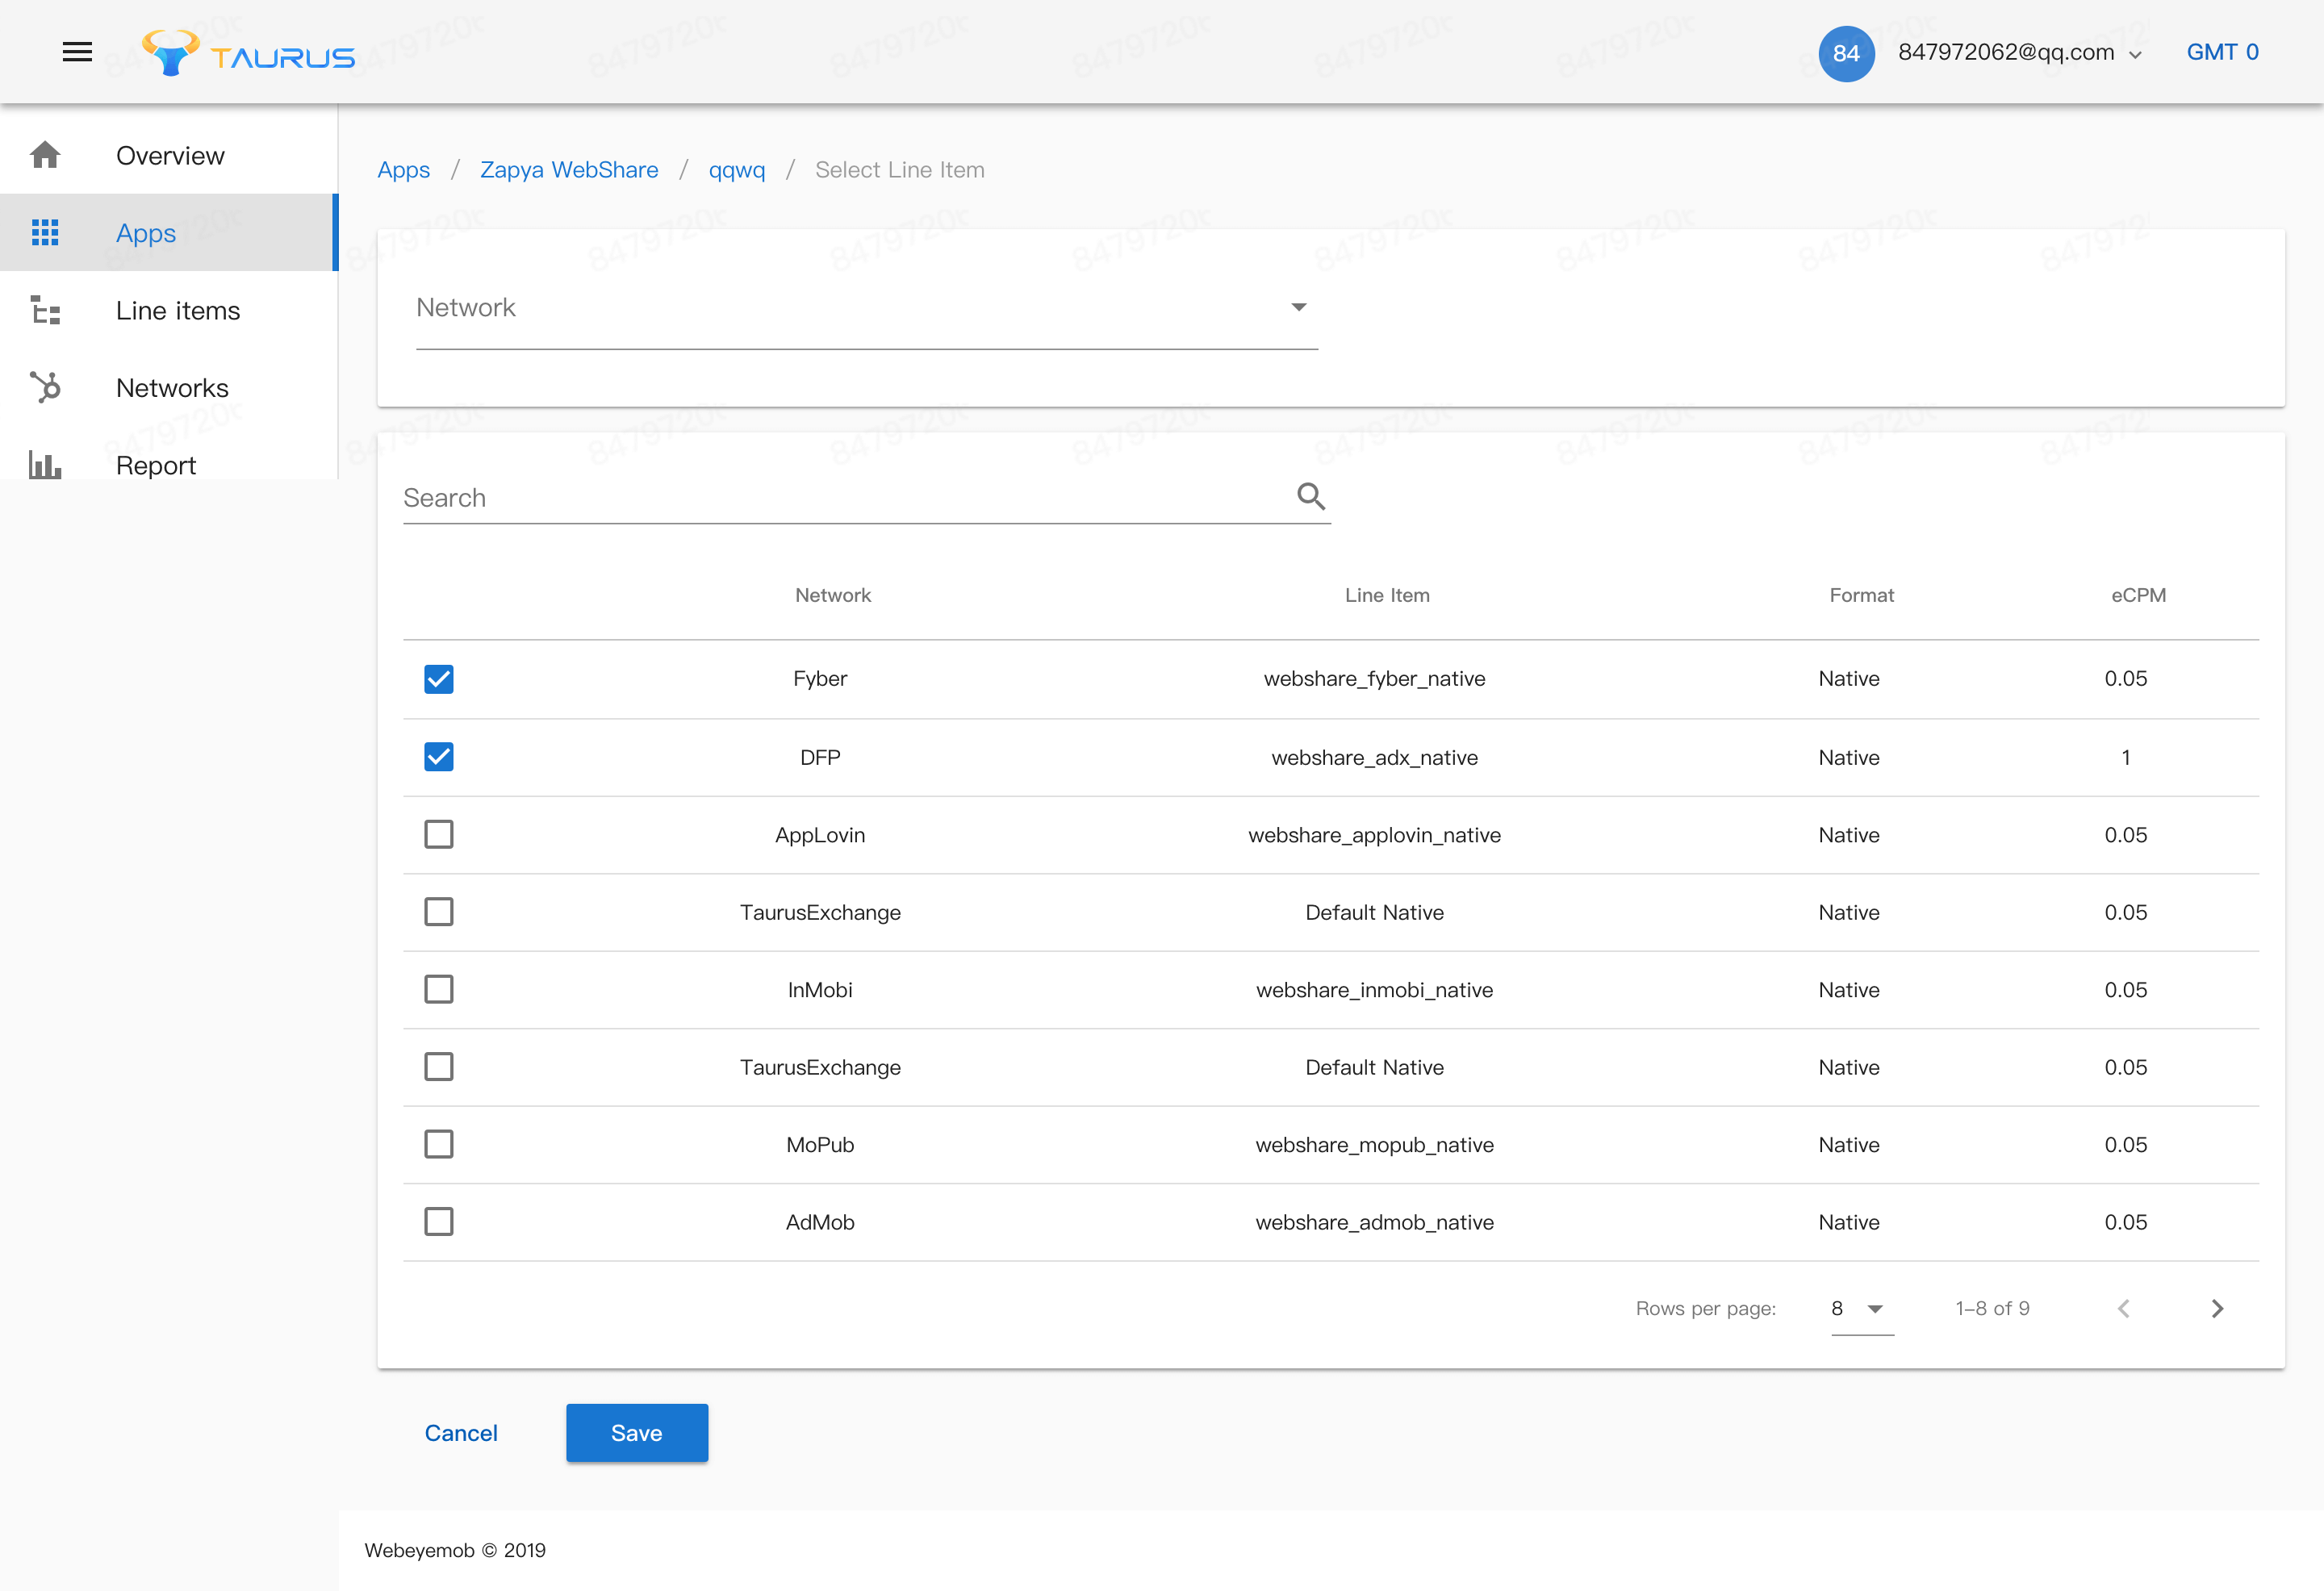 TAURUS
84
847972062@qq.com
GMT 0
Overview
Apps
Line items
Networks
Report
Apps / Zapya WebShare / qqwq / Select Line Item
Network
Search
Network Line Item Format eCPM
Fyber webshare_fyber_native Native 0.05
DFP webshare_adx_native Native 1
AppLovin webshare_applovin_native Native 0.05
TaurusExchange Default Native Native 0.05
InMobi webshare_inmobi_native Native 0.05
TaurusExchange Default Native Native 0.05
MoPub webshare_mopub_native Native 0.05
AdMob webshare_admob_native Native 0.05
Rows per page: 8 1-8 of 9
Cancel Save
Webeyemob © 2019